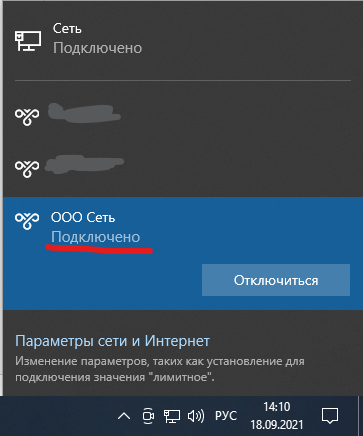 Сеть
Подключено
ООО Сеть
Подключено
Отключиться
Параметры сети и Интернет
Изменение параметров, таких как установление для
подключения значения "лимитное".
РУС
14:10
18.09.2021